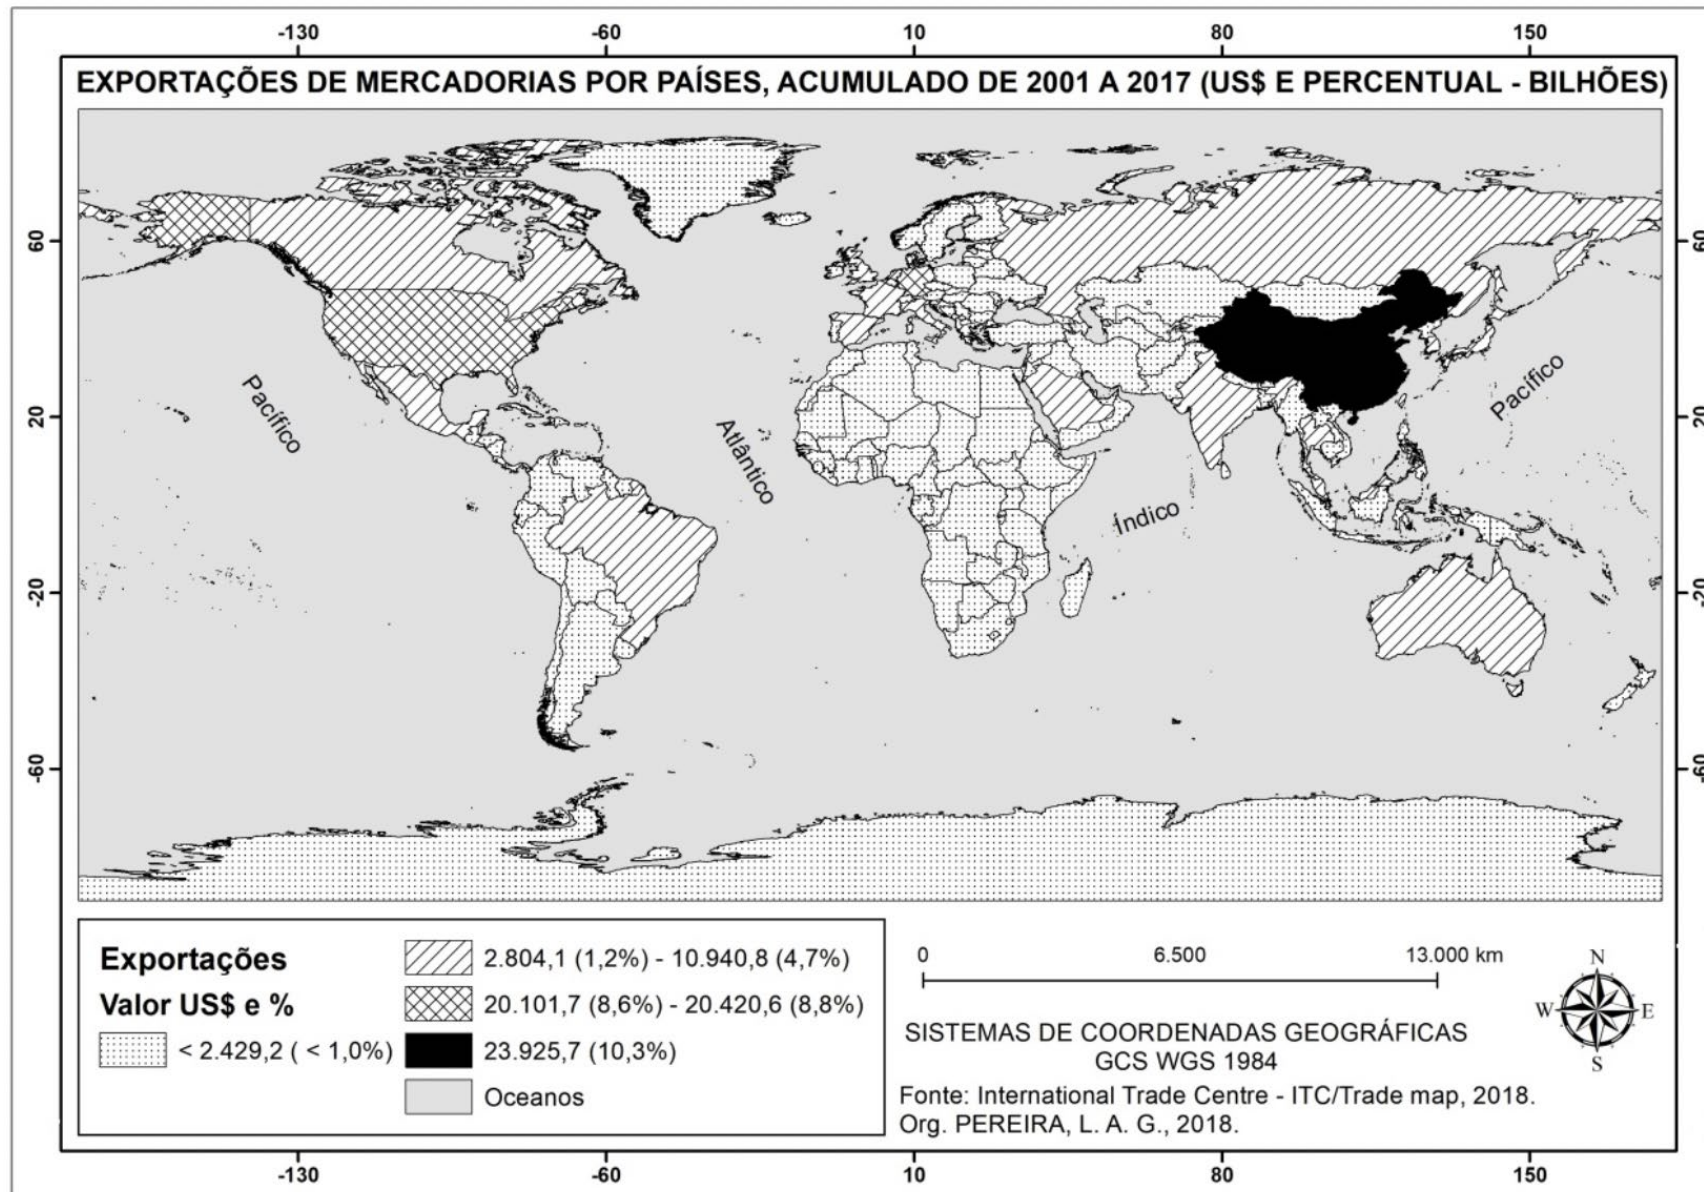 -130 -60 10 80 150
EXPORTAÇÕES DE MERCADORIAS POR PAÍSES, ACUMULADO DE 2001 A 2017 (US$ E PERCENTUAL - BILHÕES)
60 60
Pacífico
Pacífico
20 20
Atlântico
Índico
-20 -20
-60 -60
Exportações
Valor US$ e %
< 2.429,2 ( < 1,0%)
2.804,1 (1,2%) - 10.940,8 (4,7%)
20.101,7 (8,6%) - 20.420,6 (8,8%)
23.925,7 (10,3%)
Oceanos
0 6.500 13.000 km
N
W E
S
SISTEMAS DE COORDENADAS GEOGRÁFICAS
GCS WGS 1984
Fonte: International Trade Centre - ITC/Trade map, 2018.
Org. PEREIRA, L. A. G., 2018.
-130 -60 10 80 150